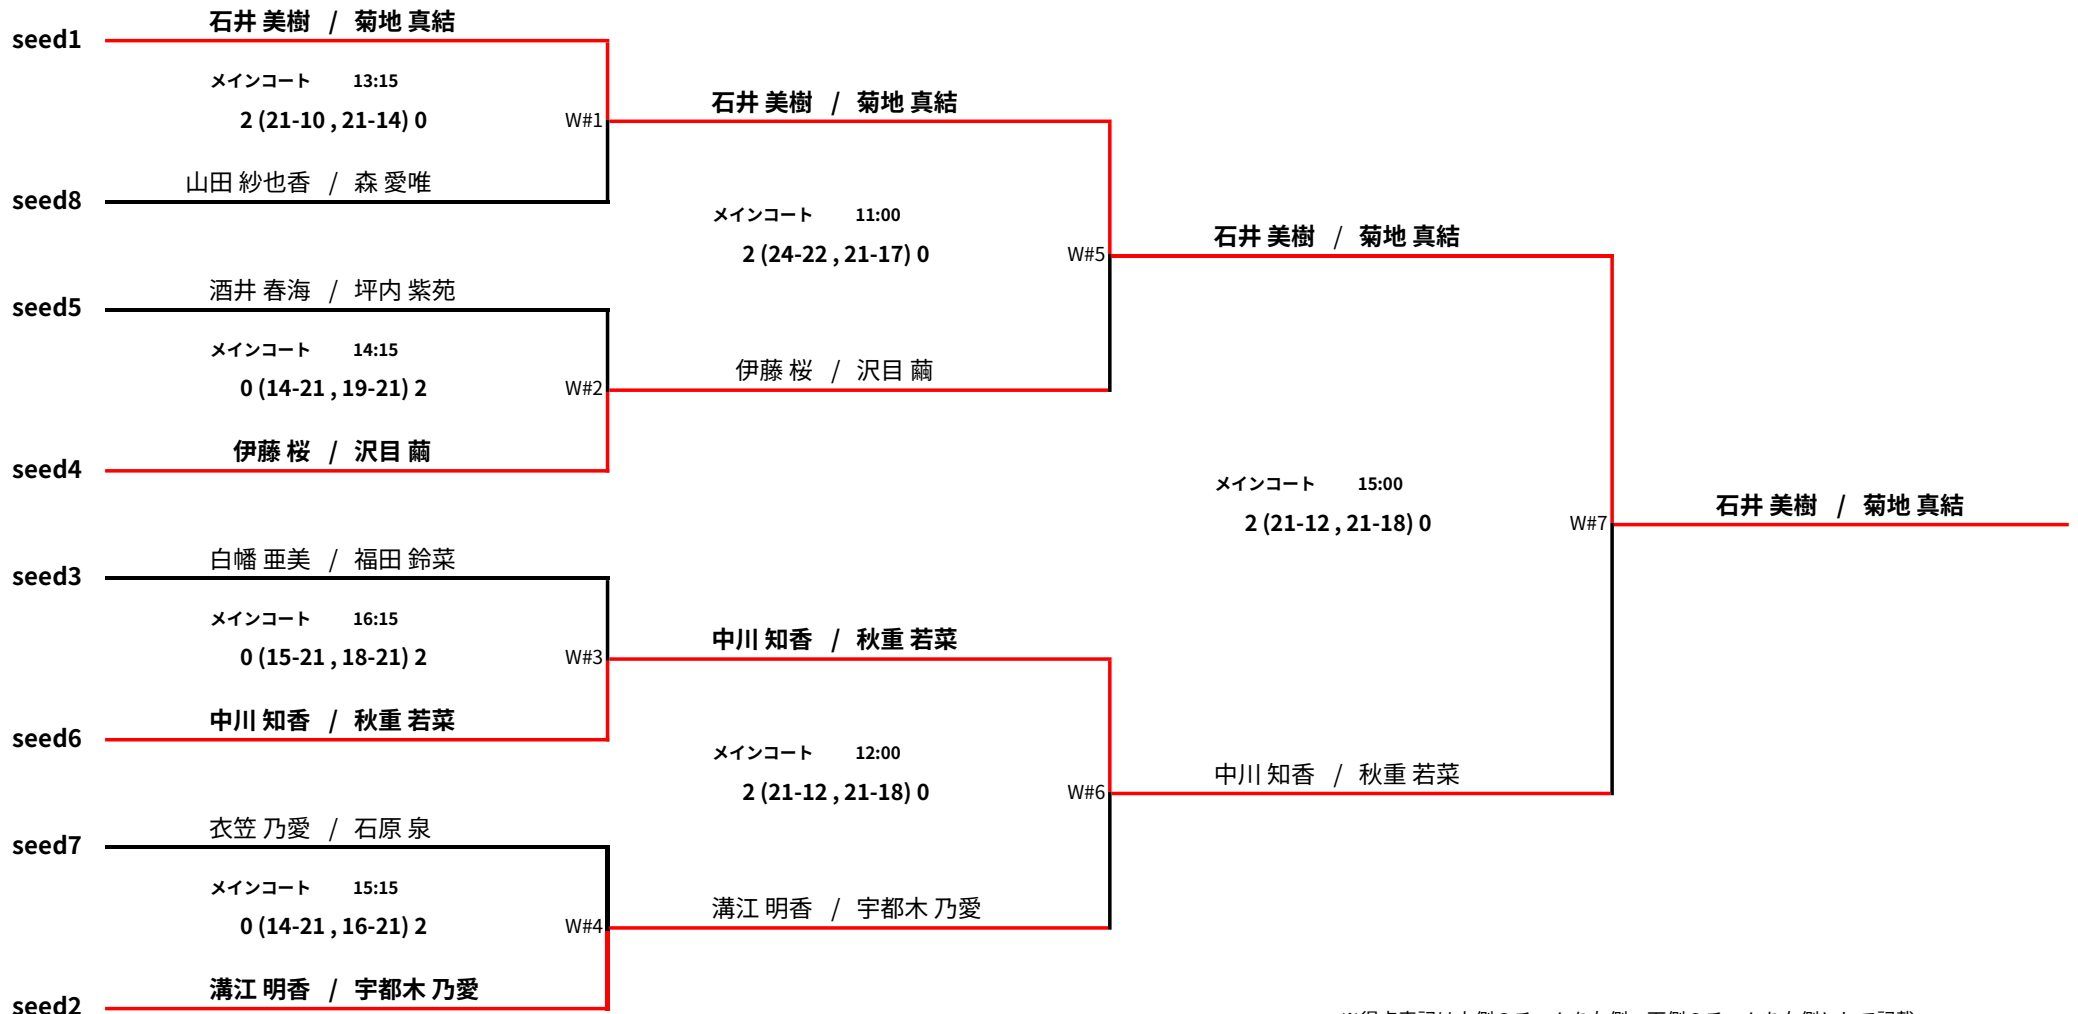 石井 美樹 / 菊地 真結
seed1
メインコート 13:15
2 (21-10 , 21-14) 0
W#1
山田 紗也香 / 森 愛唯
seed8
石井 美樹 / 菊地 真結
メインコート 11:00
2 (24-22 , 21-17) 0
W#5
酒井 春海 / 坪内 紫苑
seed5
メインコート 14:15
0 (14-21 , 19-21) 2
W#2
伊藤 桜 / 沢目 繭
seed4
伊藤 桜 / 沢目 繭
石井 美樹 / 菊地 真結
メインコート 15:00
2 (21-12 , 21-18) 0
W#7
石井 美樹 / 菊地 真結
白幡 亜美 / 福田 鈴菜
seed3
メインコート 16:15
0 (15-21 , 18-21) 2
W#3
中川 知香 / 秋重 若菜
seed6
中川 知香 / 秋重 若菜
メインコート 12:00
2 (21-12 , 21-18) 0
W#6
中川 知香 / 秋重 若菜
衣笠 乃愛 / 石原 泉
seed7
メインコート 15:15
0 (14-21 , 16-21) 2
W#4
溝江 明香 / 宇都木 乃愛
溝江 明香 / 宇都木 乃愛
seed2